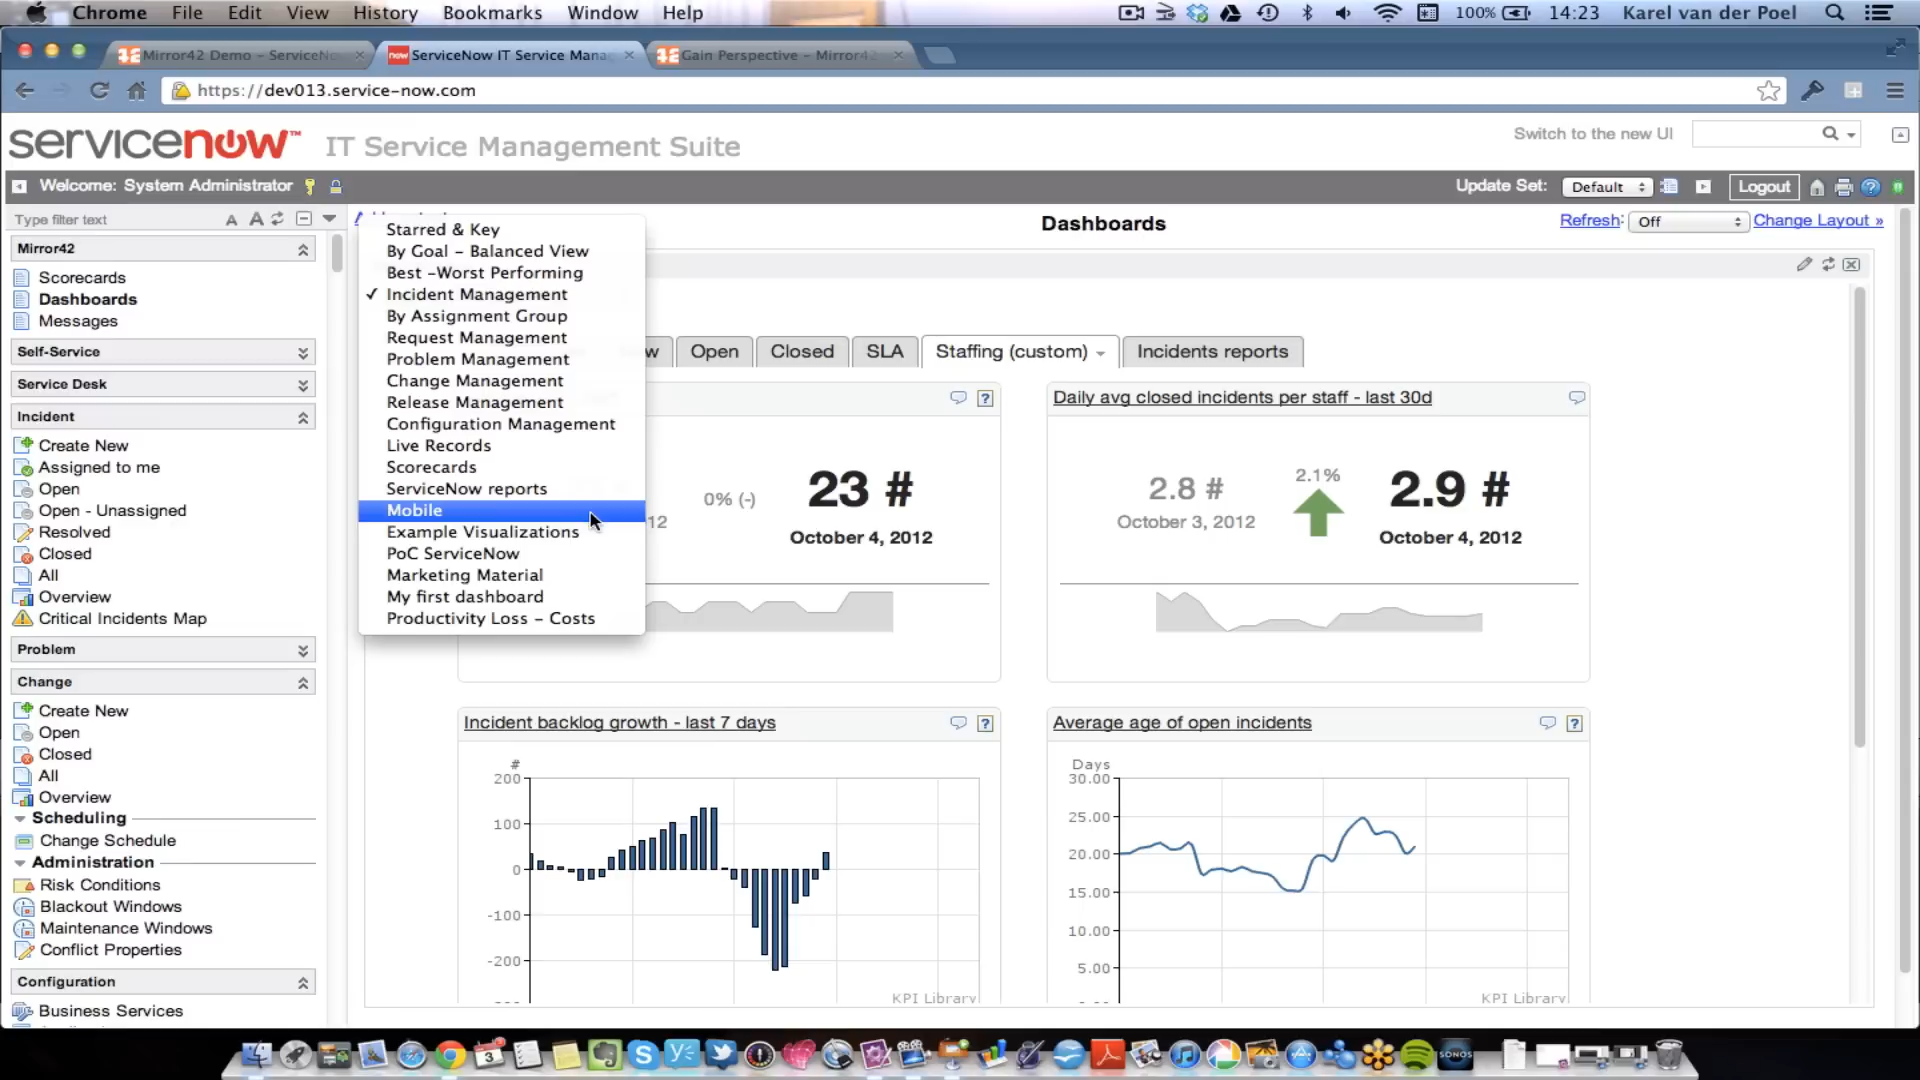 Chrome File Edit View History Bookmarks Window Help 100% 14:23 Karel van der Poel
Mirror42 Demo - ServiceNo ServiceNow IT Service Mana Gain Perspective - Mirror42
https://dev013.service-now.com
servicenow™ IT Service Management Suite Switch to the new UI
Welcome: System Administrator Update Set: Default Logout
Type filter text A A
Dashboards Refresh: Off Change Layout »
Mirror42
Scorecards
Dashboards
Messages
Self-Service
Service Desk
Incident
Create New
Assigned to me
Open
Open - Unassigned
Resolved
Closed
All
Overview
Critical Incidents Map
Problem
Change
Create New
Open
Closed
All
Overview
Scheduling
Change Schedule
Administration
Risk Conditions
Blackout Windows
Maintenance Windows
Conflict Properties
Configuration
Business Services
Starred & Key
By Goal - Balanced View
Best -Worst Performing
✓ Incident Management
By Assignment Group
Request Management
Problem Management
Change Management
Release Management
Configuration Management
Live Records
Scorecards
ServiceNow reports
Mobile
Example Visualizations
PoC ServiceNow
Marketing Material
My first dashboard
Productivity Loss - Costs
w Open Closed SLA Staffing (custom) Incidents reports
12
0% (-)
23 #
October 4, 2012
Daily avg closed incidents per staff - last 30d
2.8 #
October 3, 2012
2.1%
2.9 #
October 4, 2012
Incident backlog growth - last 7 days
#
200
100
0
-100
-200
KPI Library
Average age of open incidents
Days
30.00
25.00
20.00
15.00
10.00
5.00
KPI Library
3
SONOS